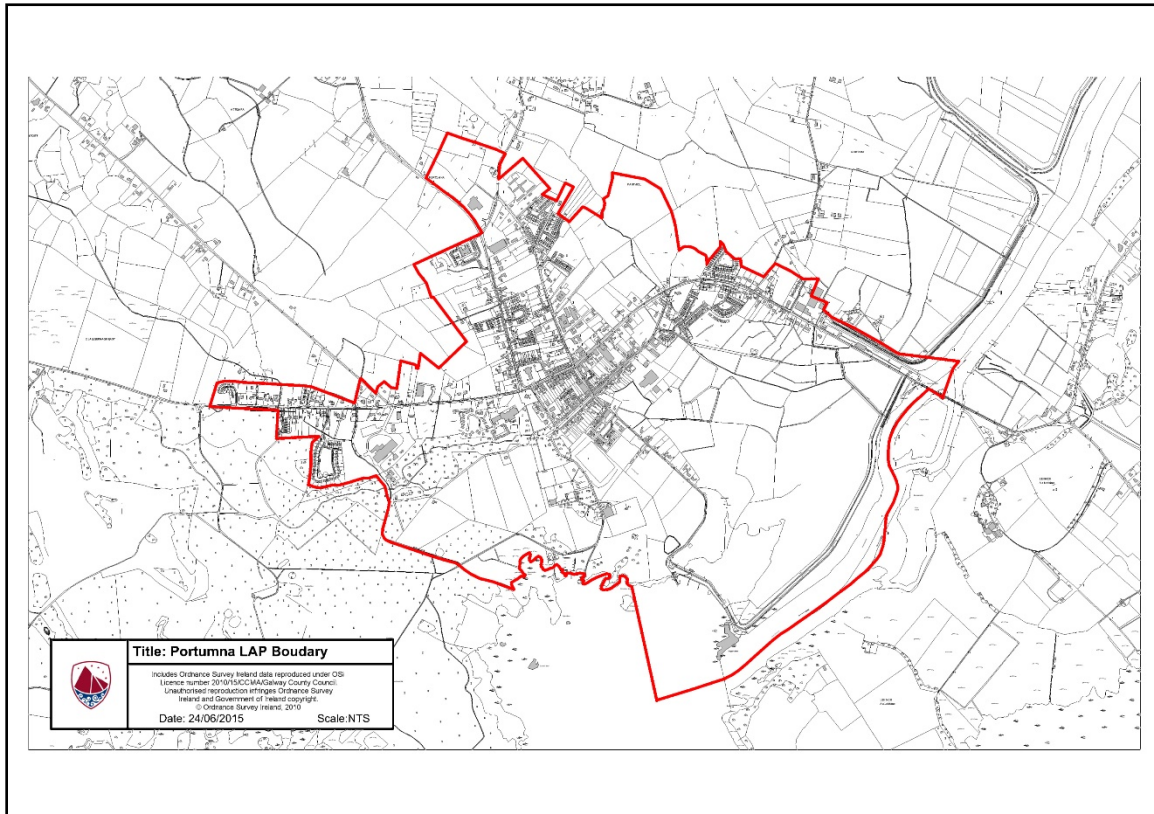 Title: Portumna LAP Boudary
Includes Ordnance Survey Ireland data reproduced under OSi
Licence number 2010/15/CCMA/Galway County Council.
Unauthorised reproduction infringes Ordnance Survey
Ireland and Government of Ireland copyright.
© Ordnance Survey Ireland, 2010
Date: 24/06/2015 Scale:NTS